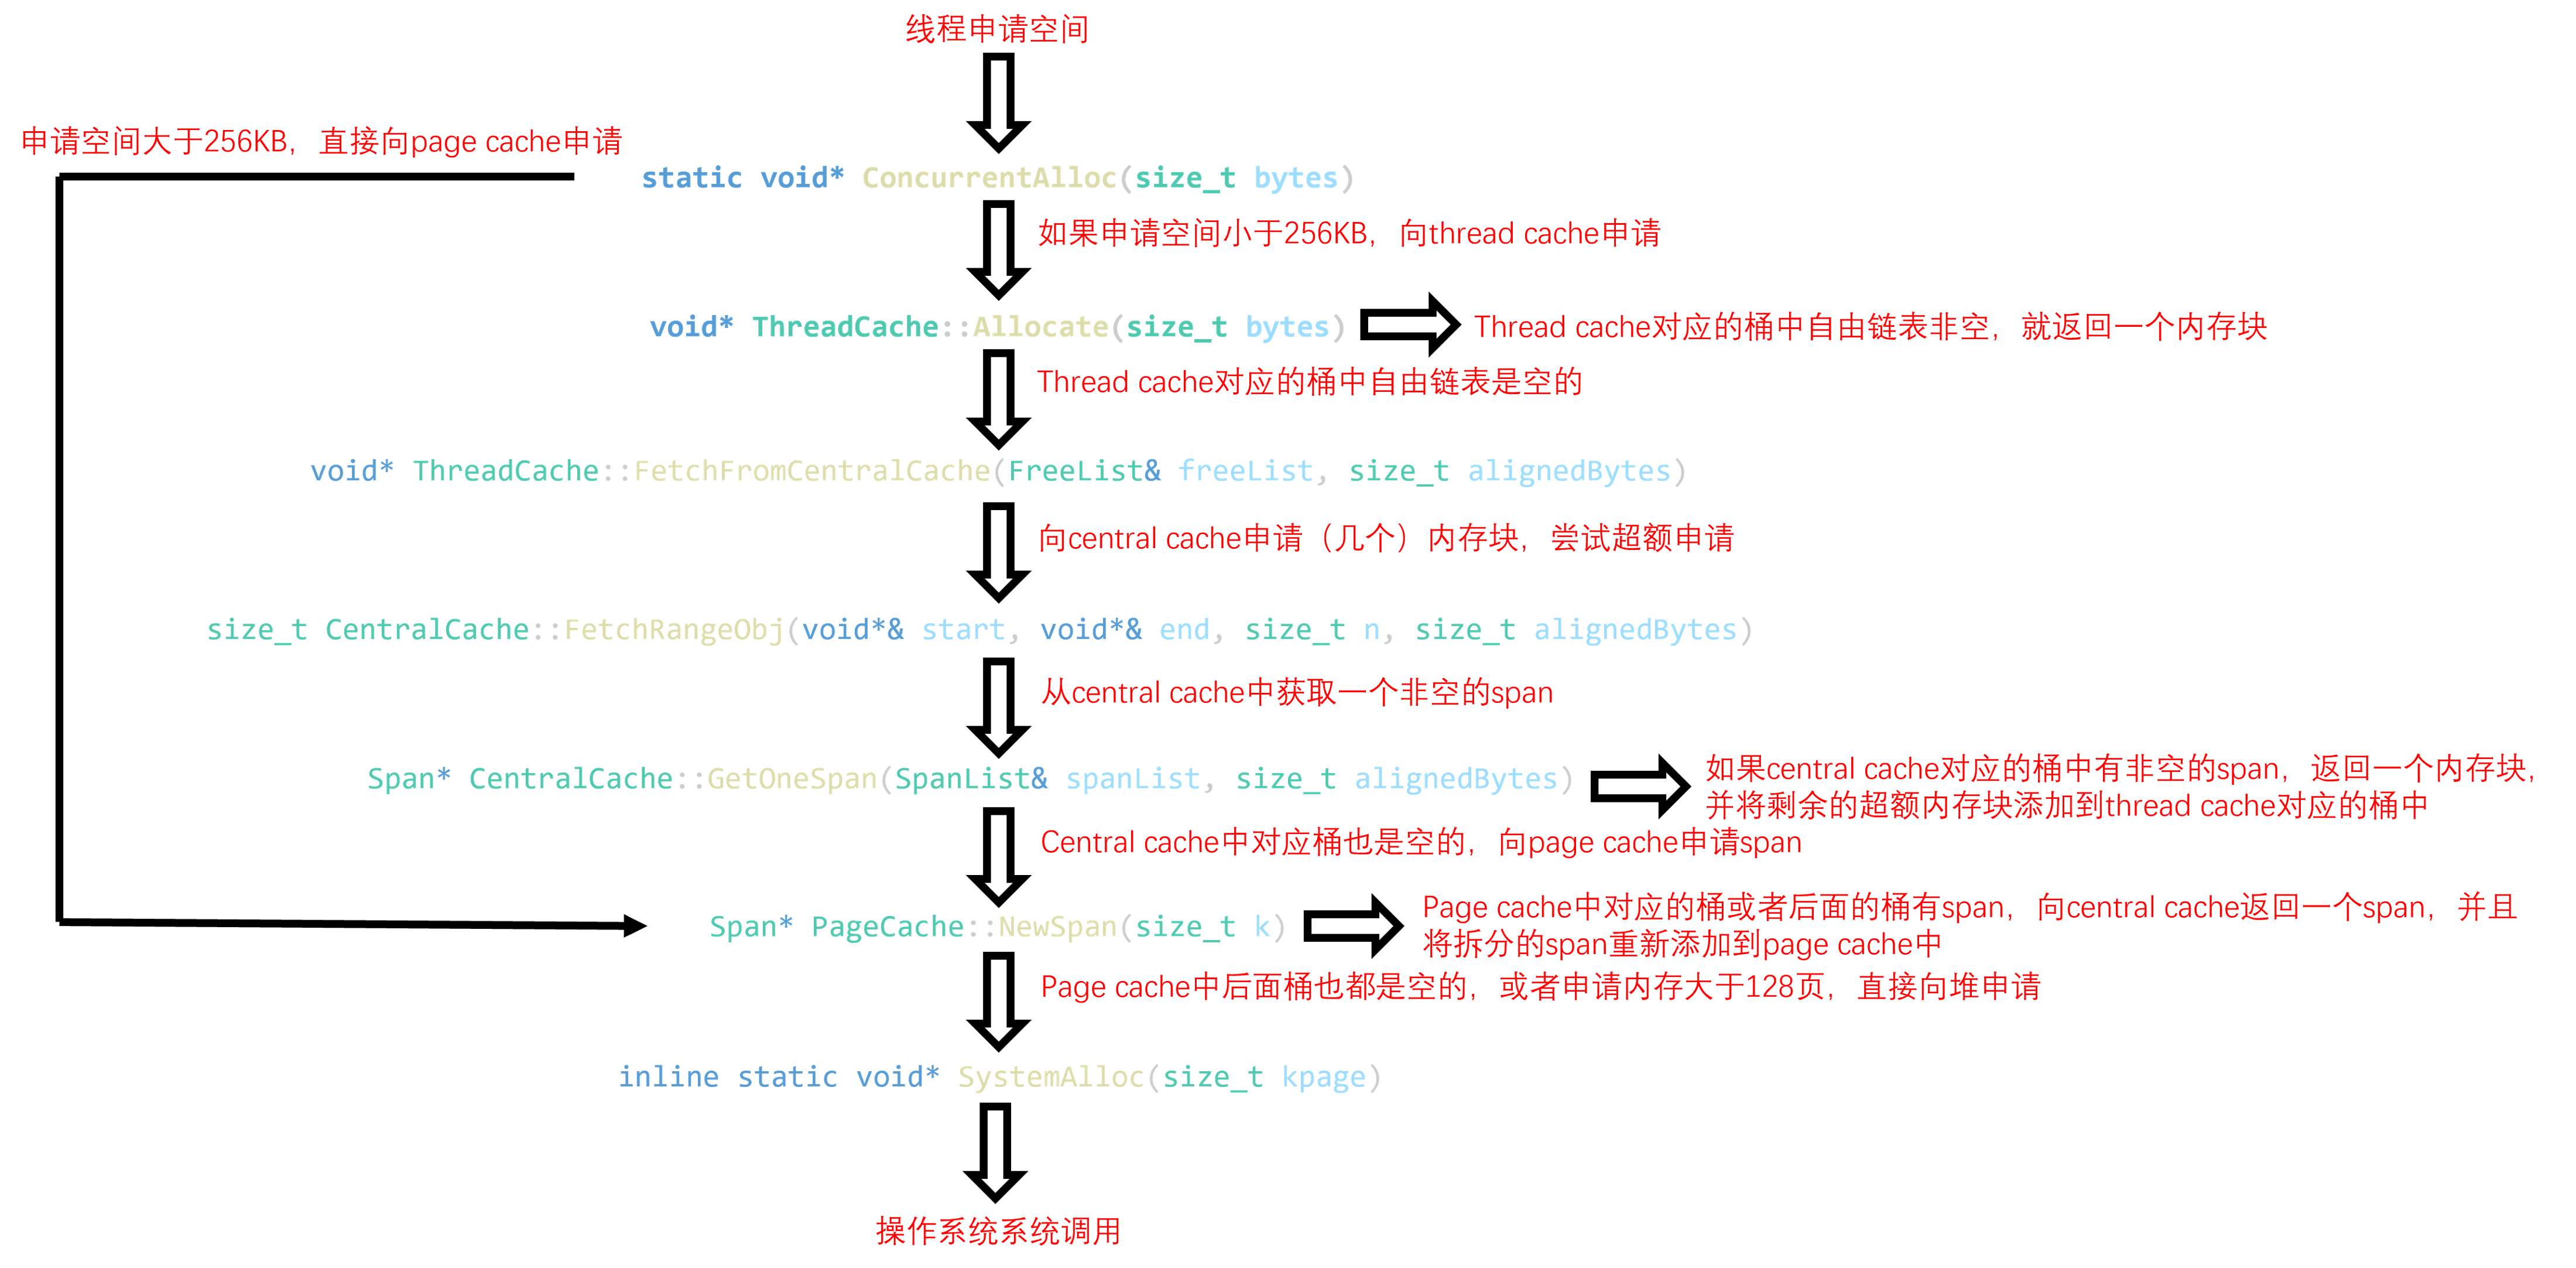 线程申请空间
申请空间大于256KB，直接向page cache申请
static void* ConcurrentAlloc(size_t bytes)
如果申请空间小于256KB，向thread cache申请
void* ThreadCache::Allocate(size_t bytes)
Thread cache对应的桶中自由链表非空，就返回一个内存块
Thread cache对应的桶中自由链表是空的
void* ThreadCache::FetchFromCentralCache(FreeList& freeList, size_t alignedBytes)
向central cache申请（几个）内存块，尝试超额申请
size_t CentralCache::FetchRangeObj(void*& start, void*& end, size_t n, size_t alignedBytes)
从central cache中获取一个非空的span
Span* CentralCache::GetOneSpan(SpanList& spanList, size_t alignedBytes)
如果central cache对应的桶中有非空的span，返回一个内存块，
并将剩余的超额内存块添加到thread cache对应的桶中
Central cache中对应桶也是空的，向page cache申请span
Span* PageCache::NewSpan(size_t k)
Page cache中对应的桶或者后面的桶有span，向central cache返回一个span，并且
将拆分的span重新添加到page cache中
Page cache中后面桶也都是空的，或者申请内存大于128页，直接向堆申请
inline static void* SystemAlloc(size_t kpage)
操作系统系统调用